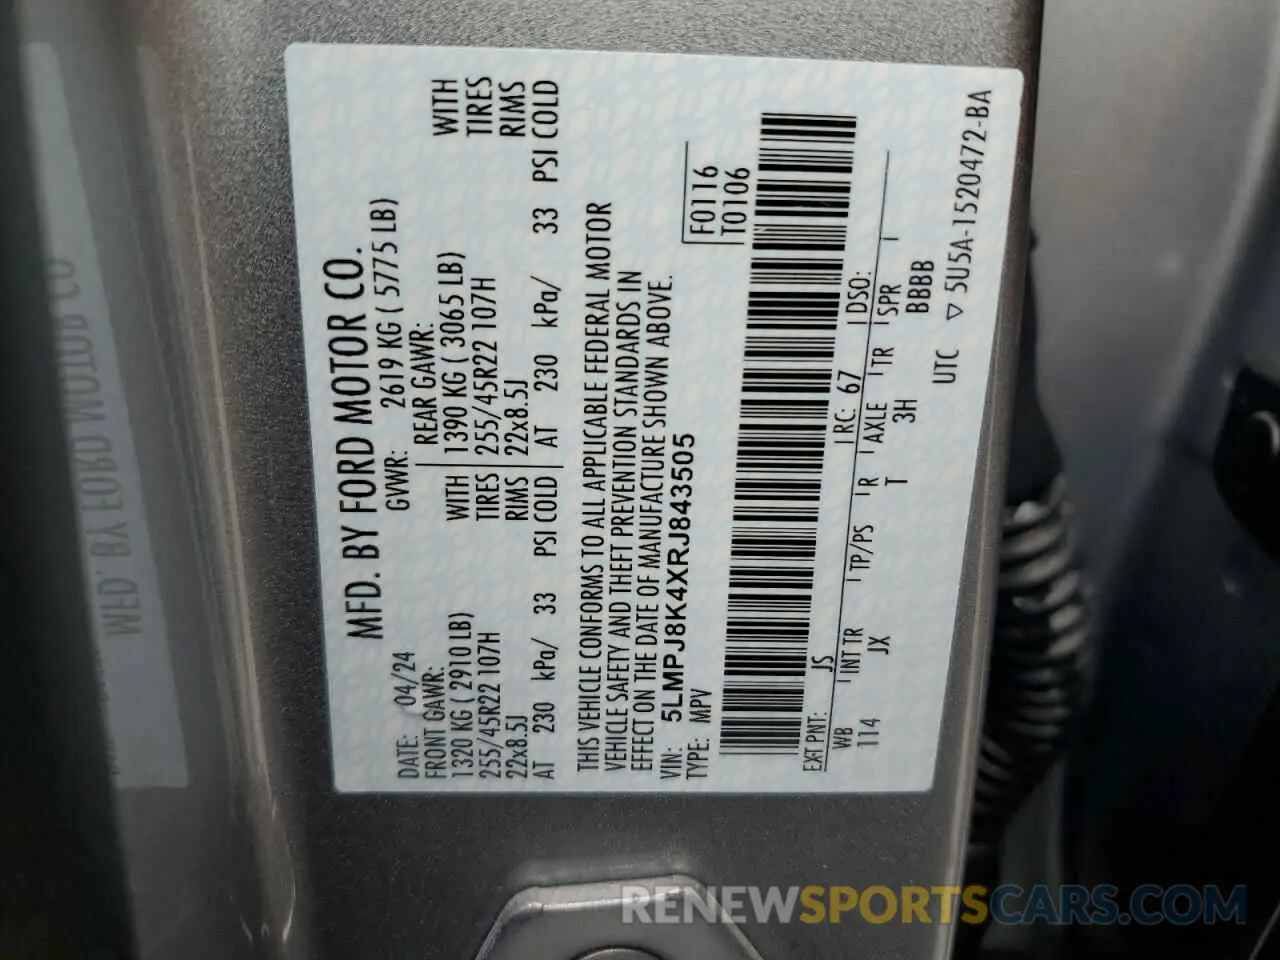 MFD. BY FORD MOTOR CO.
DATE: 04/24 GVWR: 2619 KG ( 5775 LB)
FRONT GAWR: REAR GAWR:
1320 KG ( 2910 LB) WITH 1390 KG ( 3065 LB) WITH
255/45R22 107H TIRES 255/45R22 107H TIRES
22x8.5J RIMS 22x8.5J RIMS
AT 230 kPa/ 33 PSI COLD AT 230 kPa/ 33 PSI COLD
THIS VEHICLE CONFORMS TO ALL APPLICABLE FEDERAL MOTOR
VEHICLE SAFETY AND THEFT PREVENTION STANDARDS IN
EFFECT ON THE DATE OF MANUFACTURE SHOWN ABOVE.
VIN: 5LMPJ8K4XRJ843505
TYPE: MPV
F0116
T0106
EXT PNT: JS RC: 67 DSO:
WB INT TR TP/PS R AXLE TR SPR
114 JX T 3H BBBB
UTC ▽ 5U5A-1520472-BA
MFD. BY FORD MOTOR CO
RENEWSPORTSCARS.COM